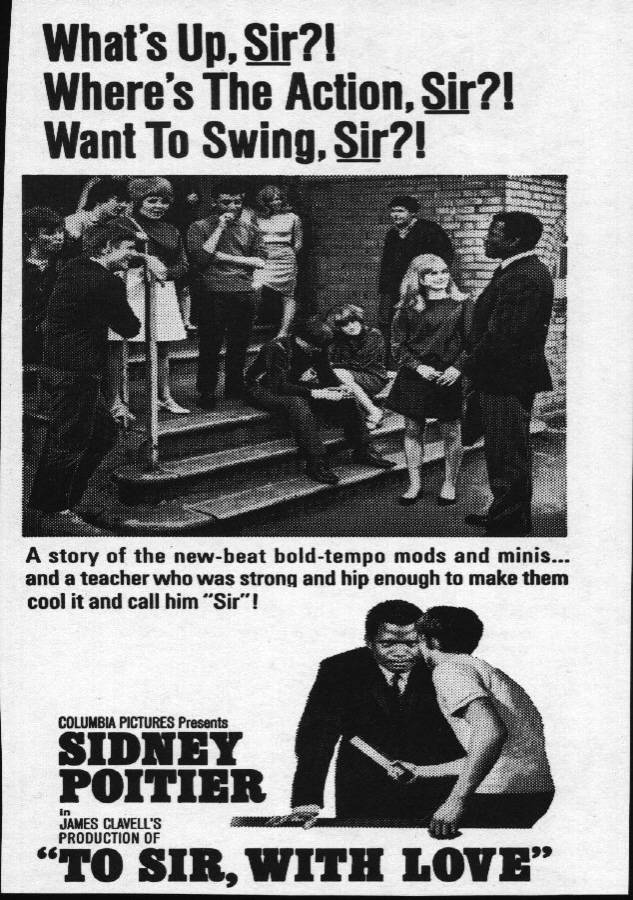 What's Up, Sir?!
Where's The Action, Sir?!
Want To Swing, Sir?!
A story of the new-beat bold-tempo mods and minis...
and a teacher who was strong and hip enough to make them
cool it and call him "Sir"!
COLUMBIA PICTURES Presents
SIDNEY
POITIER
in
JAMES CLAVELL'S
PRODUCTION OF
"TO SIR, WITH LOVE"